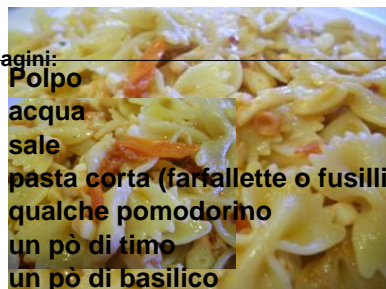 agini:
Polpo
acqua
sale
pasta corta (farfallette o fusilli
qualche pomodorino
un pò di timo
un pò di basilico